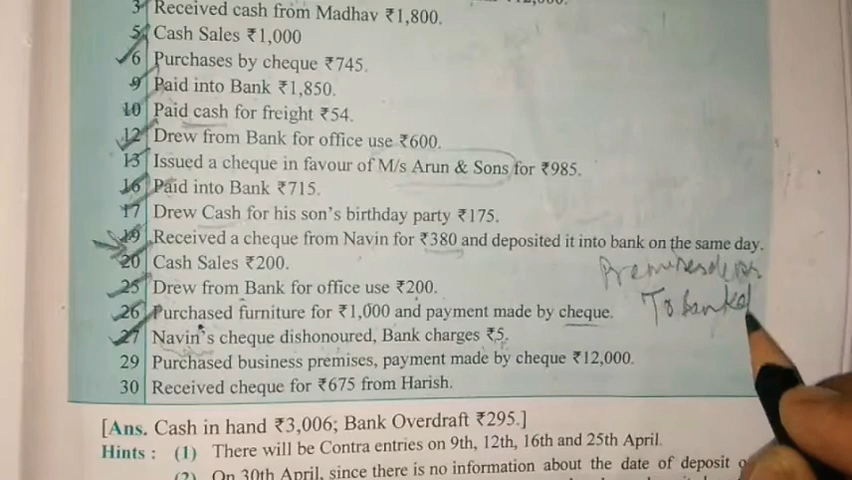 3 Received cash from Madhav ₹1,800.
5 Cash Sales ₹1,000
6 Purchases by cheque ₹745.
9 Paid into Bank ₹1,850.
10 Paid cash for freight ₹54.
12 Drew from Bank for office use ₹600.
13 Issued a cheque in favour of M/s Arun & Sons for ₹985.
16 Paid into Bank ₹715.
17 Drew Cash for his son's birthday party ₹175.
19 Received a cheque from Navin for ₹380 and deposited it into bank on the same day.
20 Cash Sales ₹200.
Premises
25 Drew from Bank for office use ₹200.
To bank
26 Purchased furniture for ₹1,000 and payment made by cheque.
27 Navin's cheque dishonoured, Bank charges ₹5.
29 Purchased business premises, payment made by cheque ₹12,000.
30 Received cheque for ₹675 from Harish.
[Ans. Cash in hand ₹3,006; Bank Overdraft ₹295.]
Hints : (1) There will be Contra entries on 9th, 12th, 16th and 25th April.
(2) On 30th April, since there is no information about the date of deposit